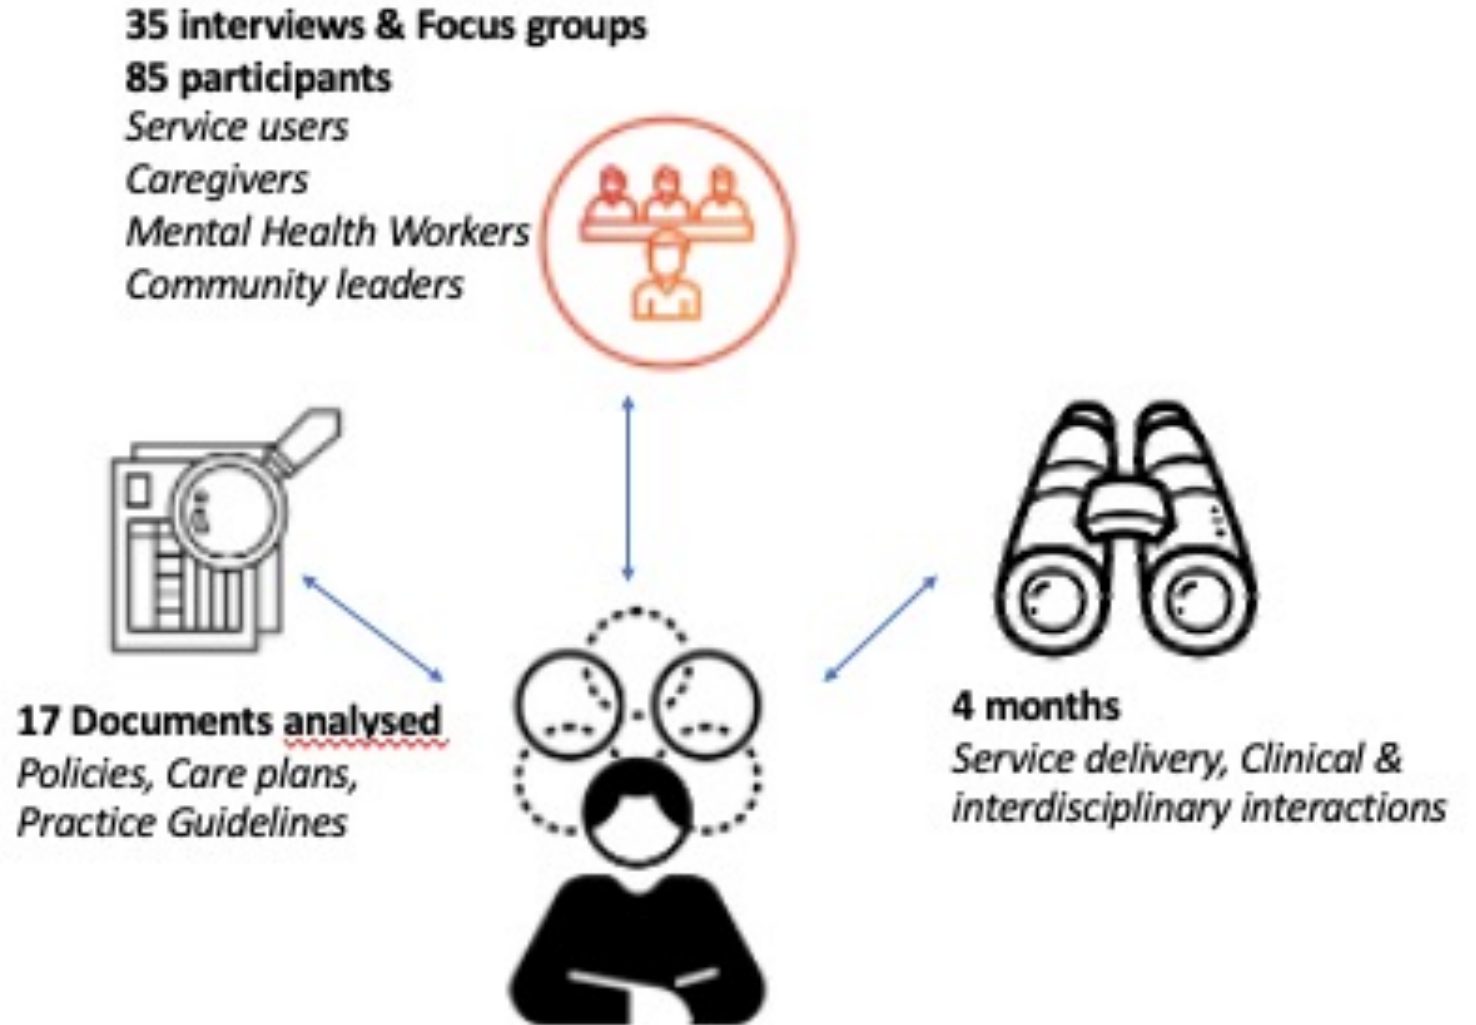 35 interviews & Focus groups
85 participants
Service users
Caregivers
Mental Health Workers
Community leaders
17 Documents analysed
Policies, Care plans,
Practice Guidelines
4 months
Service delivery, Clinical &
interdisciplinary interactions